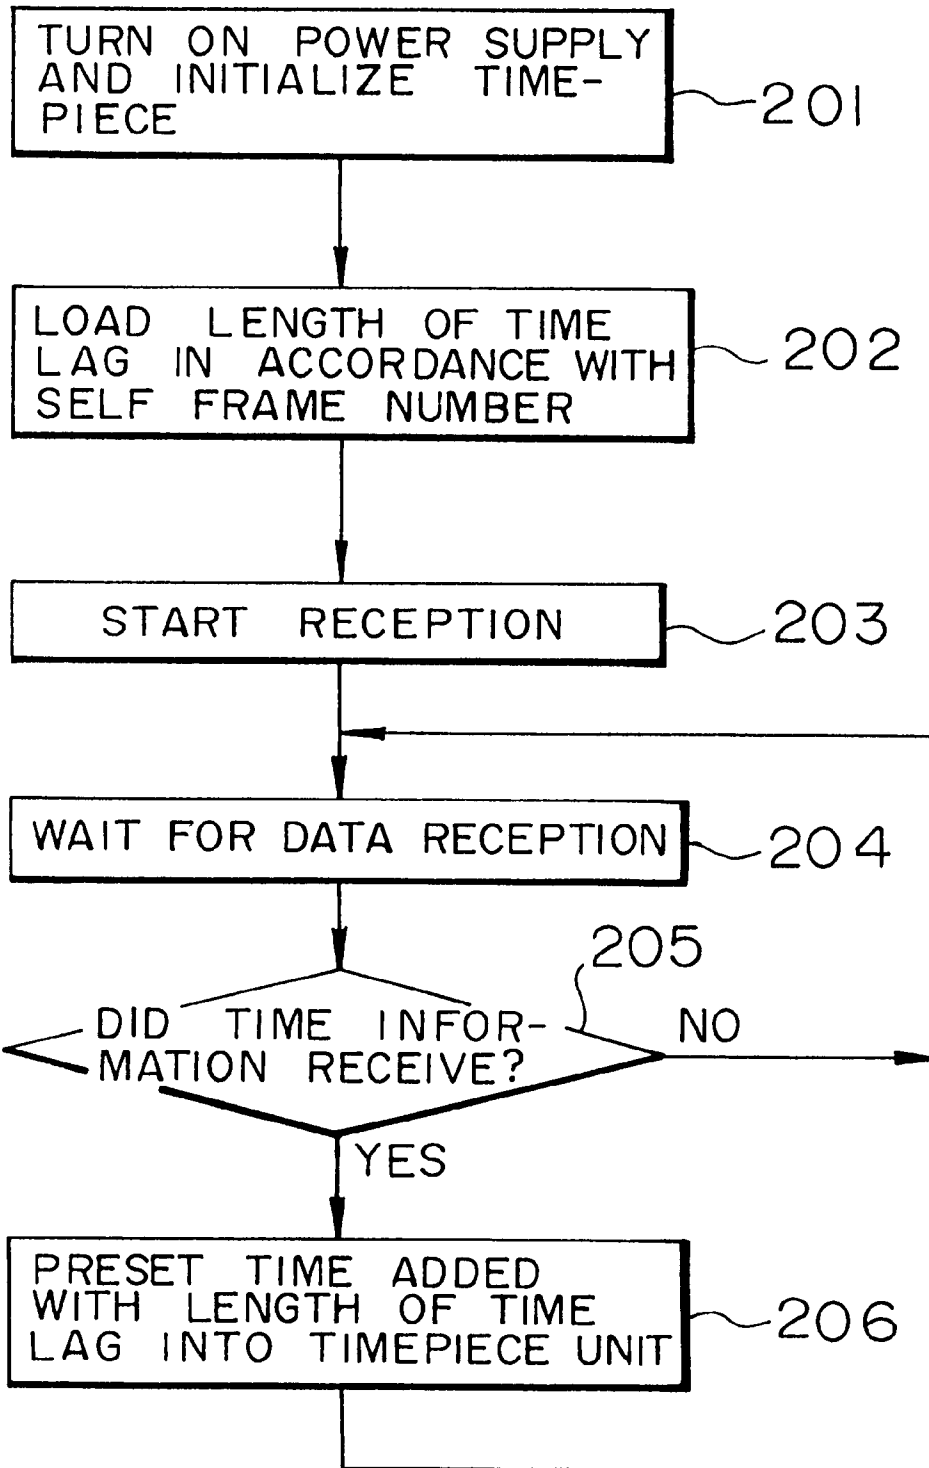 TURN ON POWER SUPPLY
AND INITIALIZE TIME-
PIECE
201
LOAD LENGTH OF TIME
LAG IN ACCORDANCE WITH
SELF FRAME NUMBER
202
START RECEPTION
203
WAIT FOR DATA RECEPTION
204
205
DID TIME INFOR-
MATION RECEIVE?
NO
YES
PRESET TIME ADDED
WITH LENGTH OF TIME
LAG INTO TIMEPIECE UNIT
206